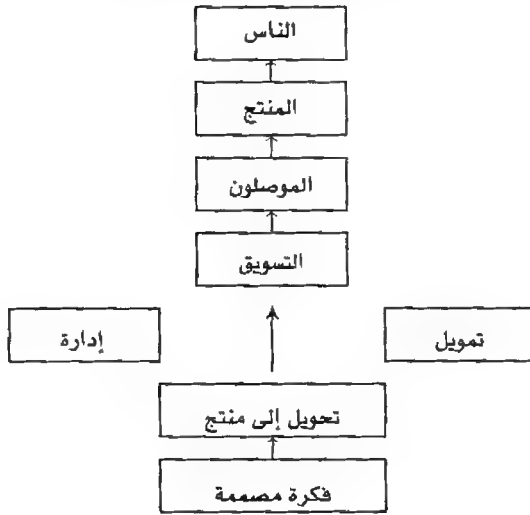 الناس
المنتج
الموصلون
التسويق
تمويل
إدارة
تحويل إلى منتج
فكرة مصممة